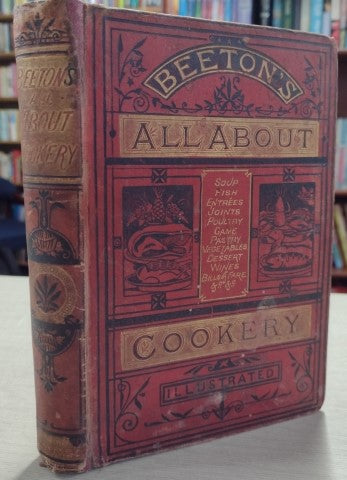 BEETON'S
ALL
ABOUT
COOKERY
BEETON'S
ALL ABOUT
SOUP
FISH
ENTRÉES
JOINTS
POULTRY
GAME
PASTRY
VEGETABLES
DESSERT
WINES
BILLS of FARE
&c &c
COOKERY
ILLUSTRATED